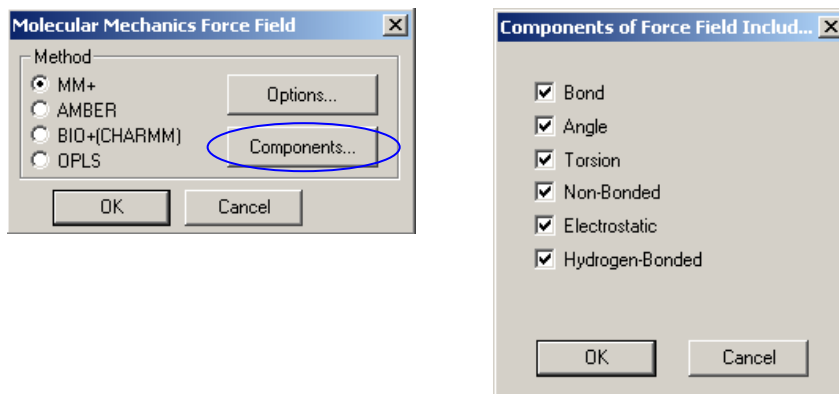 Molecular Mechanics Force Field
Method
MM+
AMBER
BIO+(CHARMM)
OPLS
Options...
Components...
OK
Cancel
Components of Force Field Includ...
Bond
Angle
Torsion
Non-Bonded
Electrostatic
Hydrogen-Bonded
OK
Cancel